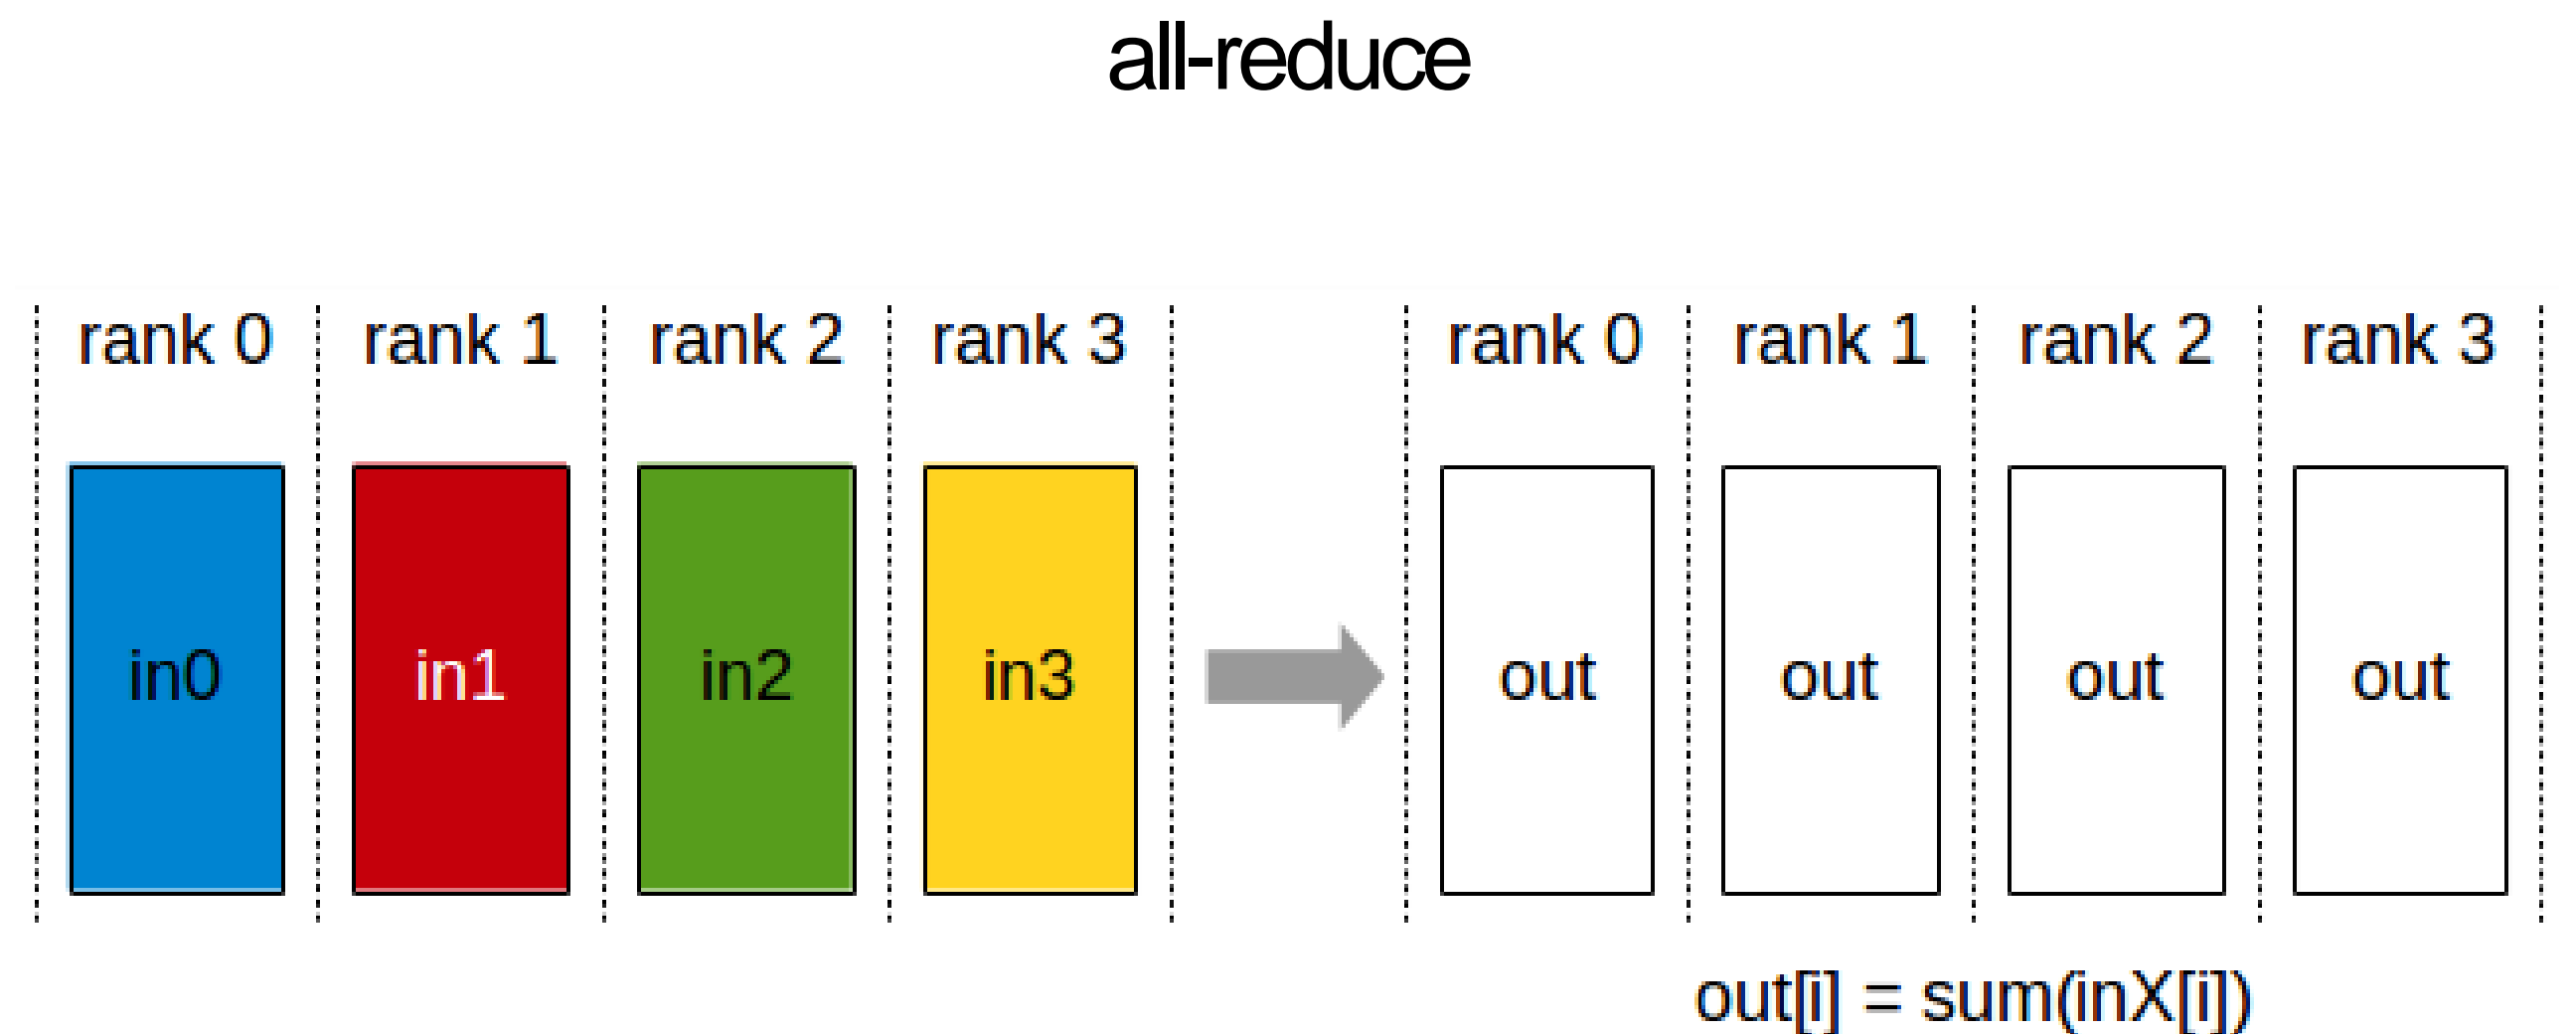 all-reduce
rank 0 rank 1 rank 2 rank 3 rank 0 rank 1 rank 2 rank 3
in0 in1 in2 in3 out out out out
out[i] = sum(inX[i])